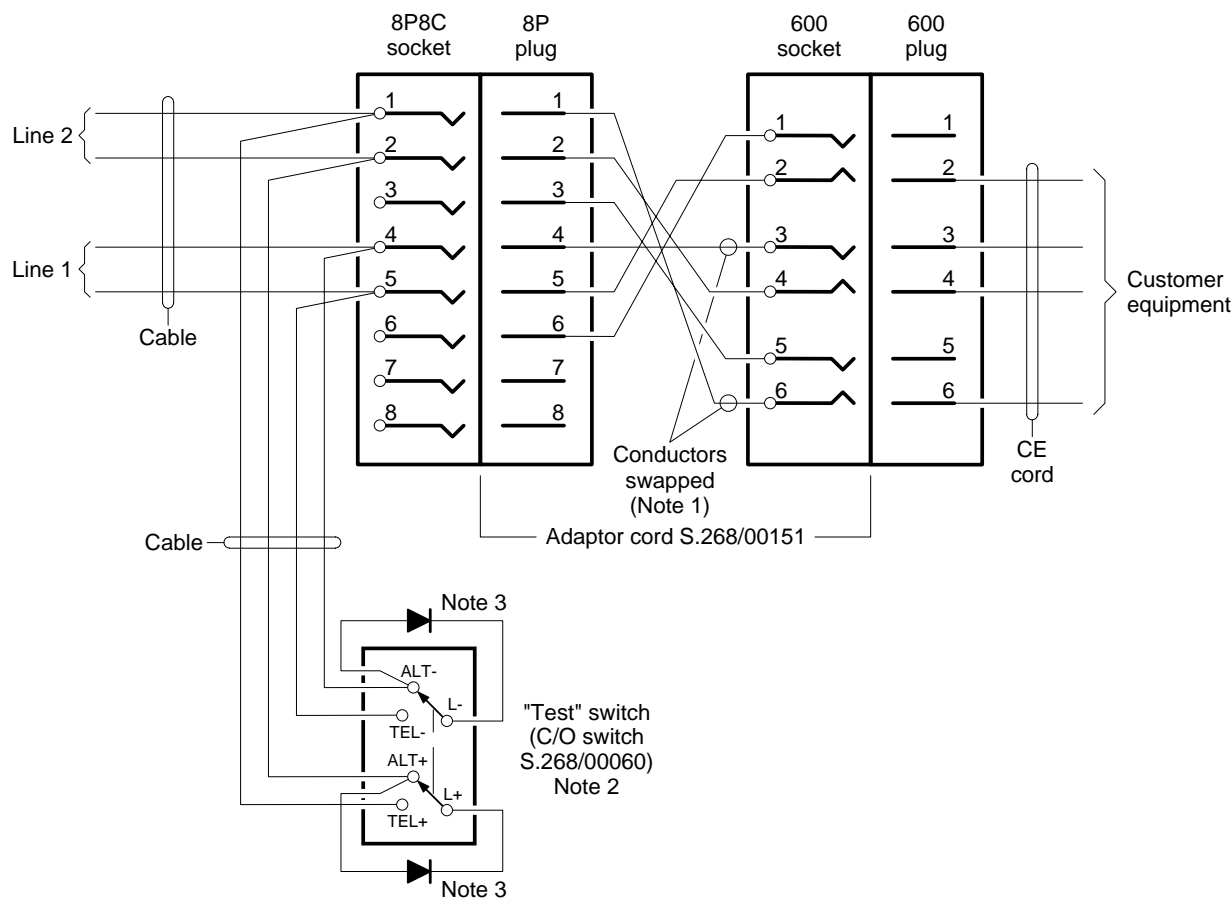 8P8C
socket
8P
plug
600
socket
600
plug
Line 2
Line 1
Cable
1
2
3
4
5
6
7
8
1
2
3
4
5
6
7
8
1
2
3
4
5
6
1
2
3
4
5
6
Customer
equipment
CE
cord
Conductors
swapped
(Note 1)
Adaptor cord S.268/00151
Cable
Note 3
ALT-
L-
TEL-
ALT+
L+
TEL+
"Test" switch
(C/O switch
S.268/00060)
Note 2
Note 3